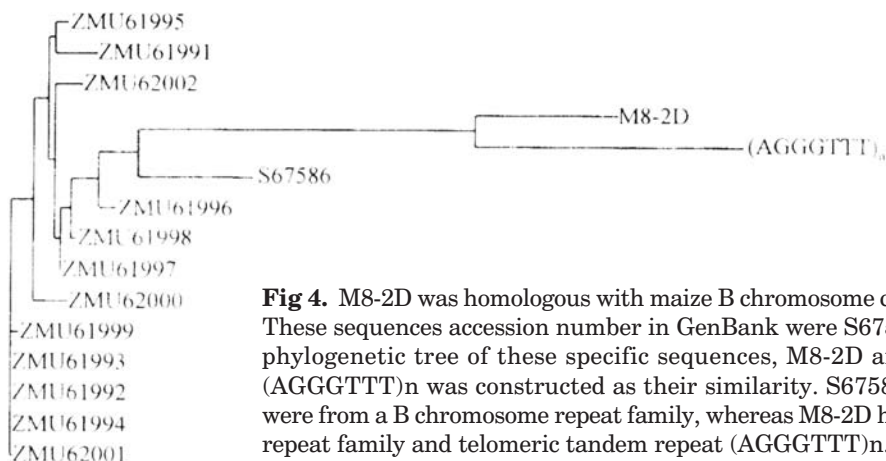 ZMU61995
ZMU61991
ZMU62002
M8-2D
(AGGGTTT)n
S67586
ZMU61996
ZMU61998
ZMU61997
ZMU62000
ZMU61999
ZMU61993
ZMU61992
ZMU61994
ZMU62001
Fig 4. M8-2D was homologous with maize B chromosome
These sequences accession number in GenBank were
phylogenetic tree of these specific sequences, M8-2D
(AGGGTTT)n was constructed as their similarity.
were from a B chromosome repeat family, whereas M8-2D
repeat family and telomeric tandem repeat (AGGGTTT)n